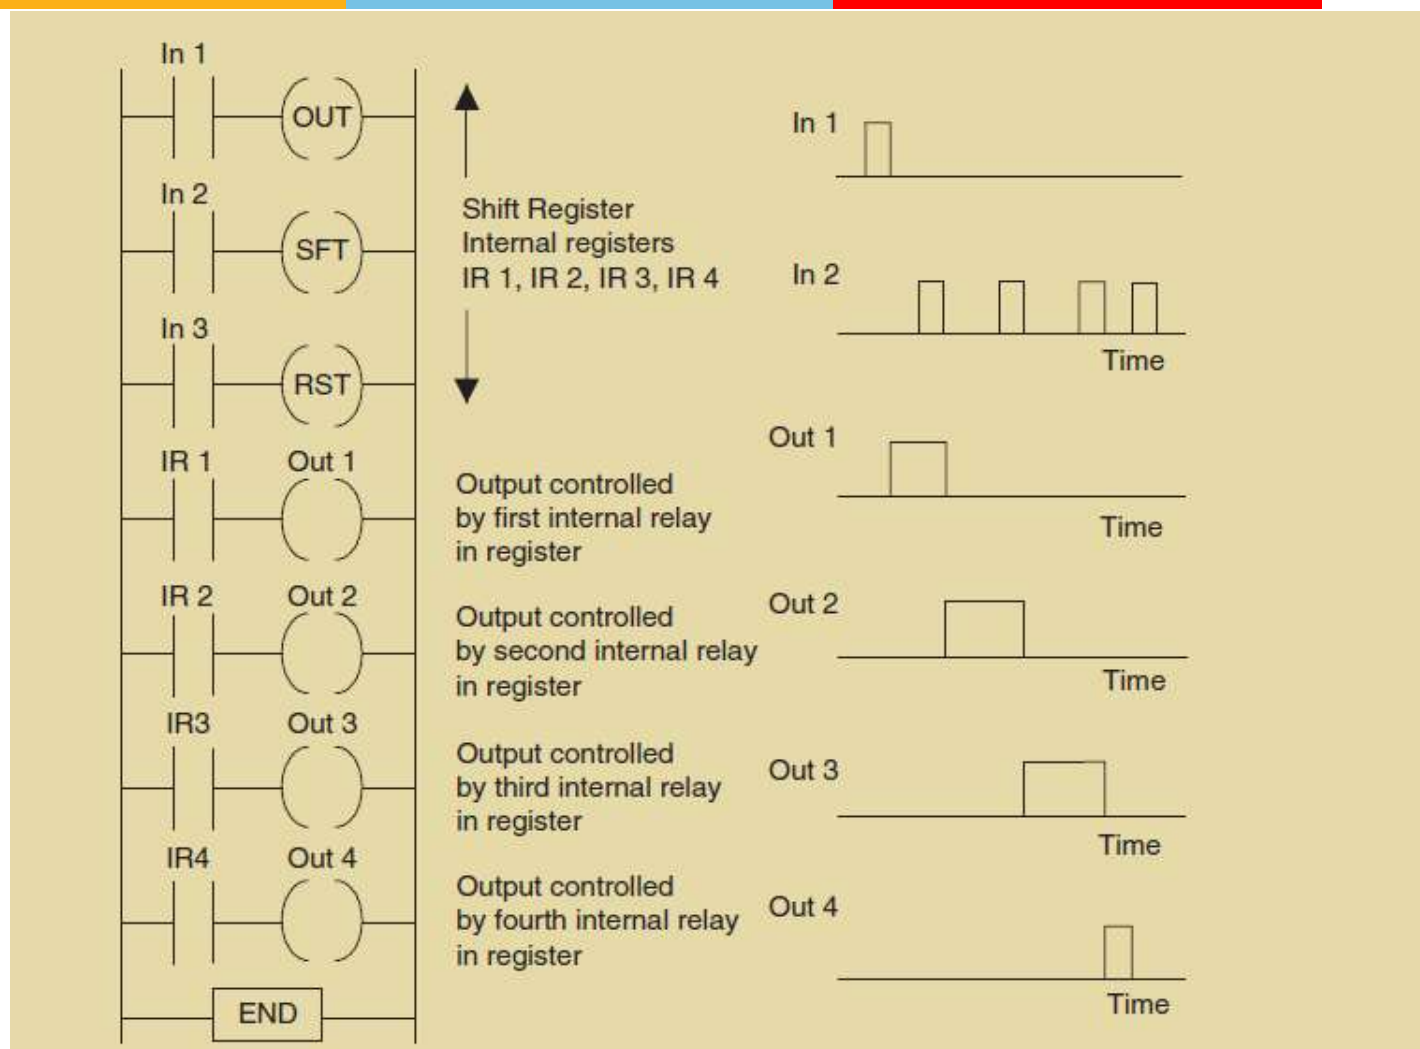 In 1
OUT
In 2
SFT
In 3
RST
IR 1 Out 1
IR 2 Out 2
IR3 Out 3
IR4 Out 4
END
Shift Register
Internal registers
IR 1, IR 2, IR 3, IR 4
Output controlled
by first internal relay
in register
Output controlled
by second internal relay
in register
Output controlled
by third internal relay
in register
Output controlled
by fourth internal relay
in register
In 1
In 2
Time
Out 1
Time
Out 2
Time
Out 3
Time
Out 4
Time